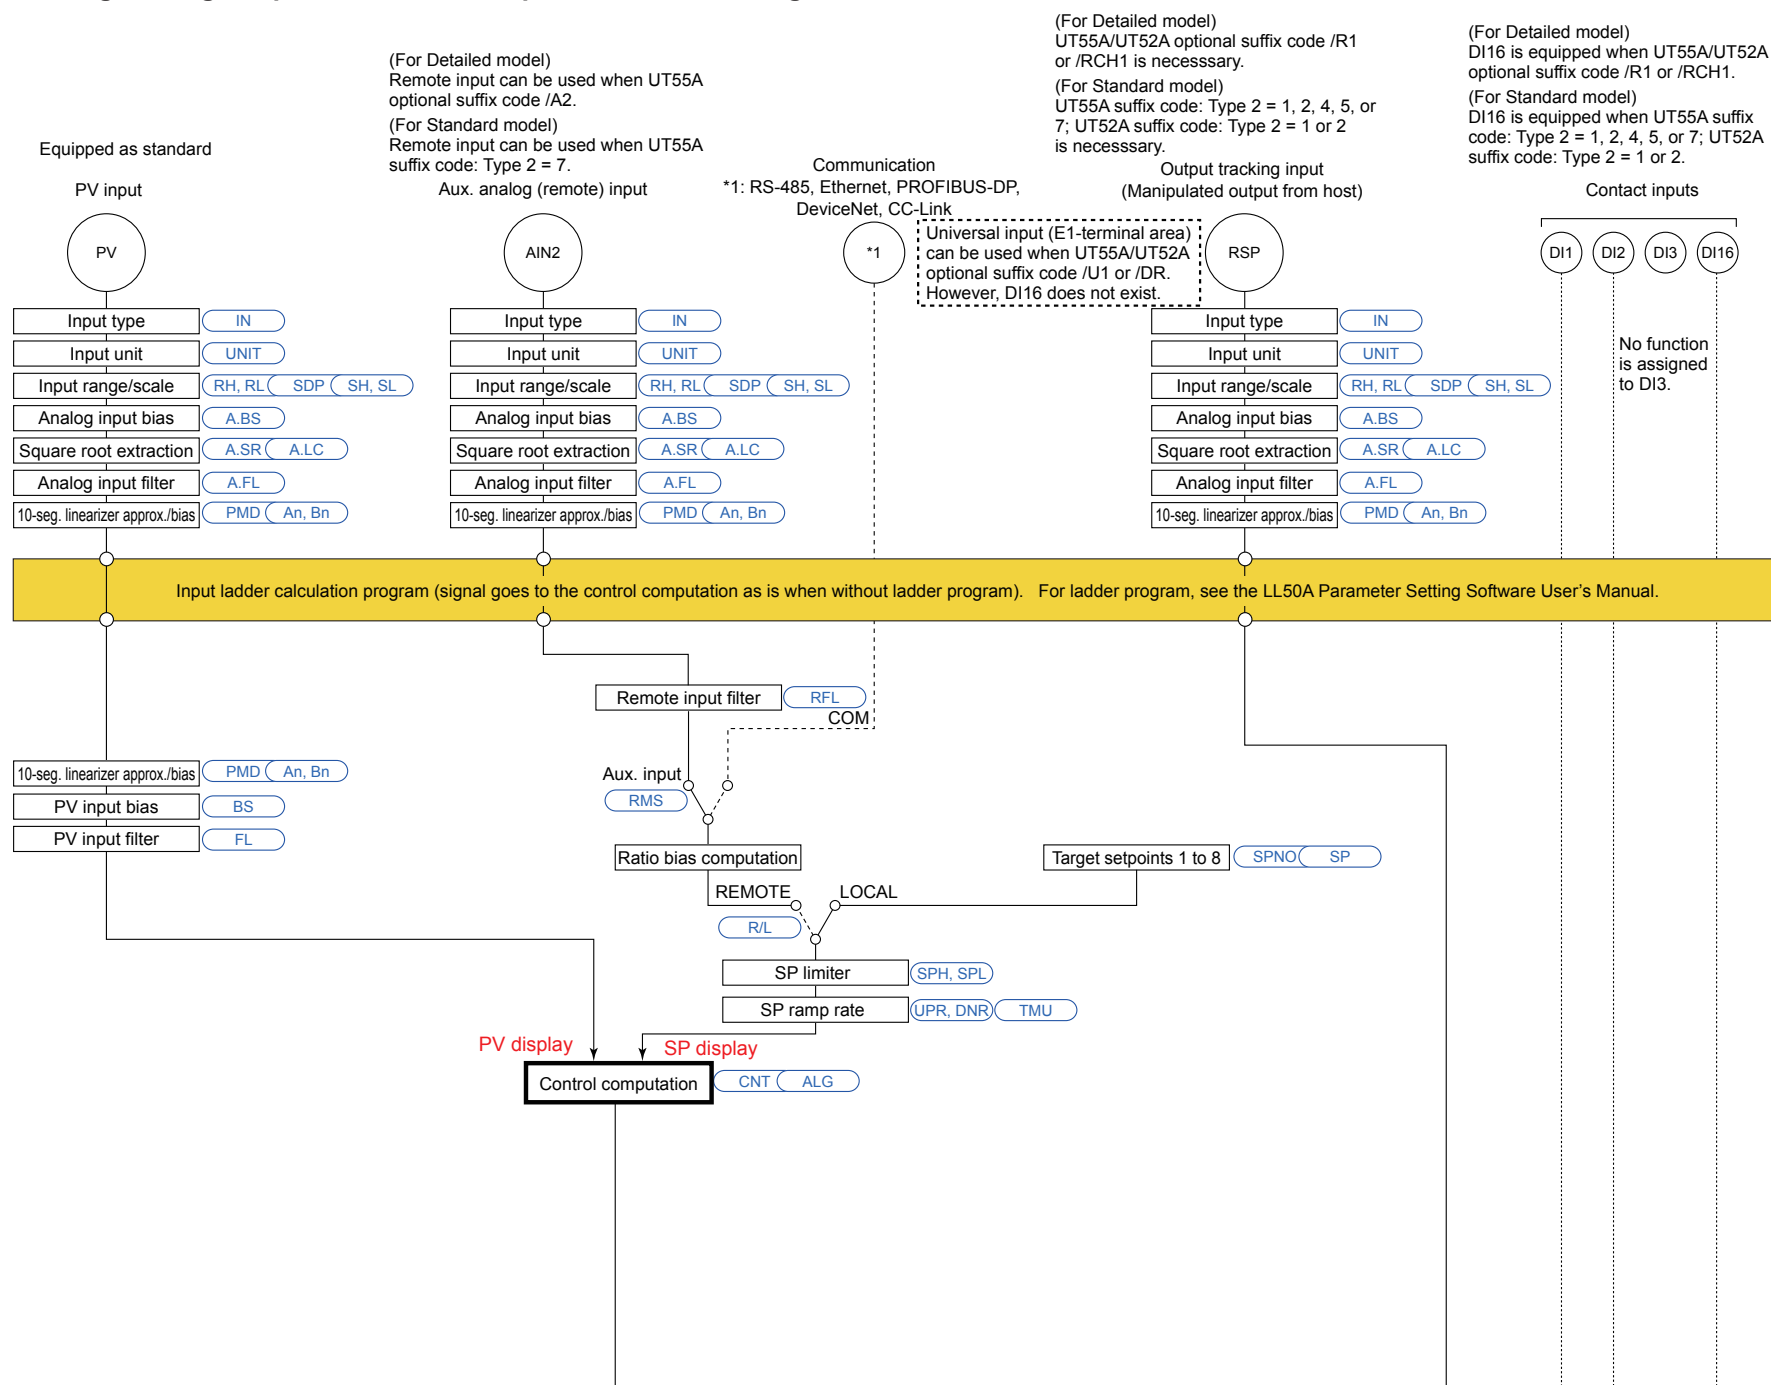 (For Detailed model)
Remote input can be used when UT55A
optional suffix code /A2.
(For Standard model)
Remote input can be used when UT55A
suffix code: Type 2 = 7.
(For Detailed model)
UT55A/UT52A optional suffix code /R1
or /RCH1 is necesssary.
(For Standard model)
UT55A suffix code: Type 2 = 1, 2, 4, 5, or
7; UT52A suffix code: Type 2 = 1 or 2
is necesssary.
(For Detailed model)
DI16 is equipped when UT55A/UT52A
optional suffix code /R1 or /RCH1.
(For Standard model)
DI16 is equipped when UT55A suffix
code: Type 2 = 1, 2, 4, 5, or 7; UT52A
suffix code: Type 2 = 1 or 2.
Equipped as standard
PV input
Aux. analog (remote) input
Communication
*1: RS-485, Ethernet, PROFIBUS-DP,
DeviceNet, CC-Link
Output tracking input
(Manipulated output from host)
Contact inputs
PV
AIN2
*1
Universal input (E1-terminal area)
can be used when UT55A/UT52A
optional suffix code /U1 or /DR.
However, DI16 does not exist.
RSP
DI1
DI2
DI3
DI16
No function
is assigned
to DI3.
Input type IN
Input unit UNIT
Input range/scale RH, RL SDP SH, SL
Analog input bias A.BS
Square root extraction A.SR A.LC
Analog input filter A.FL
10-seg. linearizer approx./bias PMD An, Bn
Input type IN
Input unit UNIT
Input range/scale RH, RL SDP SH, SL
Analog input bias A.BS
Square root extraction A.SR A.LC
Analog input filter A.FL
10-seg. linearizer approx./bias PMD An, Bn
Input type IN
Input unit UNIT
Input range/scale RH, RL SDP SH, SL
Analog input bias A.BS
Square root extraction A.SR A.LC
Analog input filter A.FL
10-seg. linearizer approx./bias PMD An, Bn
Input ladder calculation program (signal goes to the control computation as is when without ladder program). For ladder program, see the LL50A Parameter Setting Software User's Manual.
Remote input filter RFL
COM
10-seg. linearizer approx./bias PMD An, Bn
PV input bias BS
PV input filter FL
Aux. input
RMS
Ratio bias computation
Target setpoints 1 to 8 SPNO SP
REMOTE
LOCAL
R/L
SP limiter SPH, SPL
SP ramp rate UPR, DNR TMU
PV display
SP display
Control computation CNT ALG